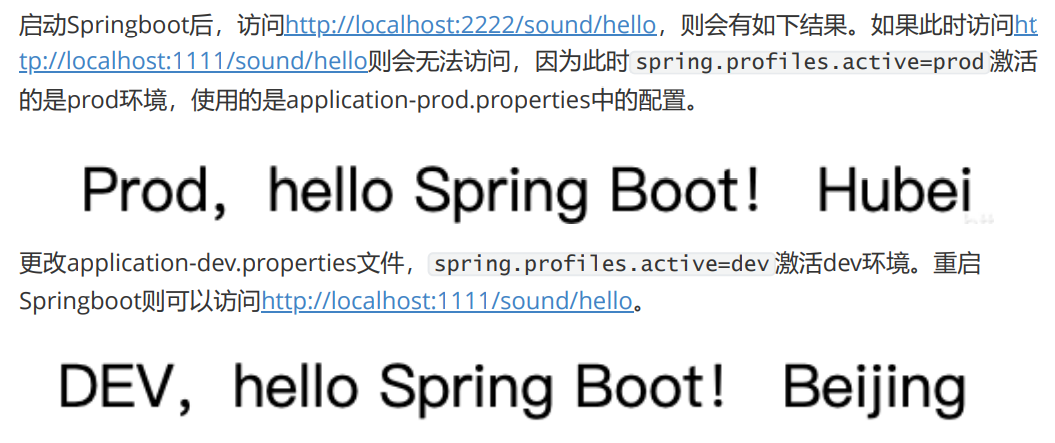 启动Springboot后，访问http://localhost:2222/sound/hello，则会有如下结果。如果此时访问ht
tp://localhost:1111/sound/hello则会无法访问，因为此时spring.profiles.active=prod激活
的是prod环境，使用的是application-prod.properties中的配置。
Prod，hello Spring Boot！ Hubei
更改application-dev.properties文件，spring.profiles.active=dev激活dev环境。重启
Springboot则可以访问http://localhost:1111/sound/hello。
DEV，hello Spring Boot！ Beijing